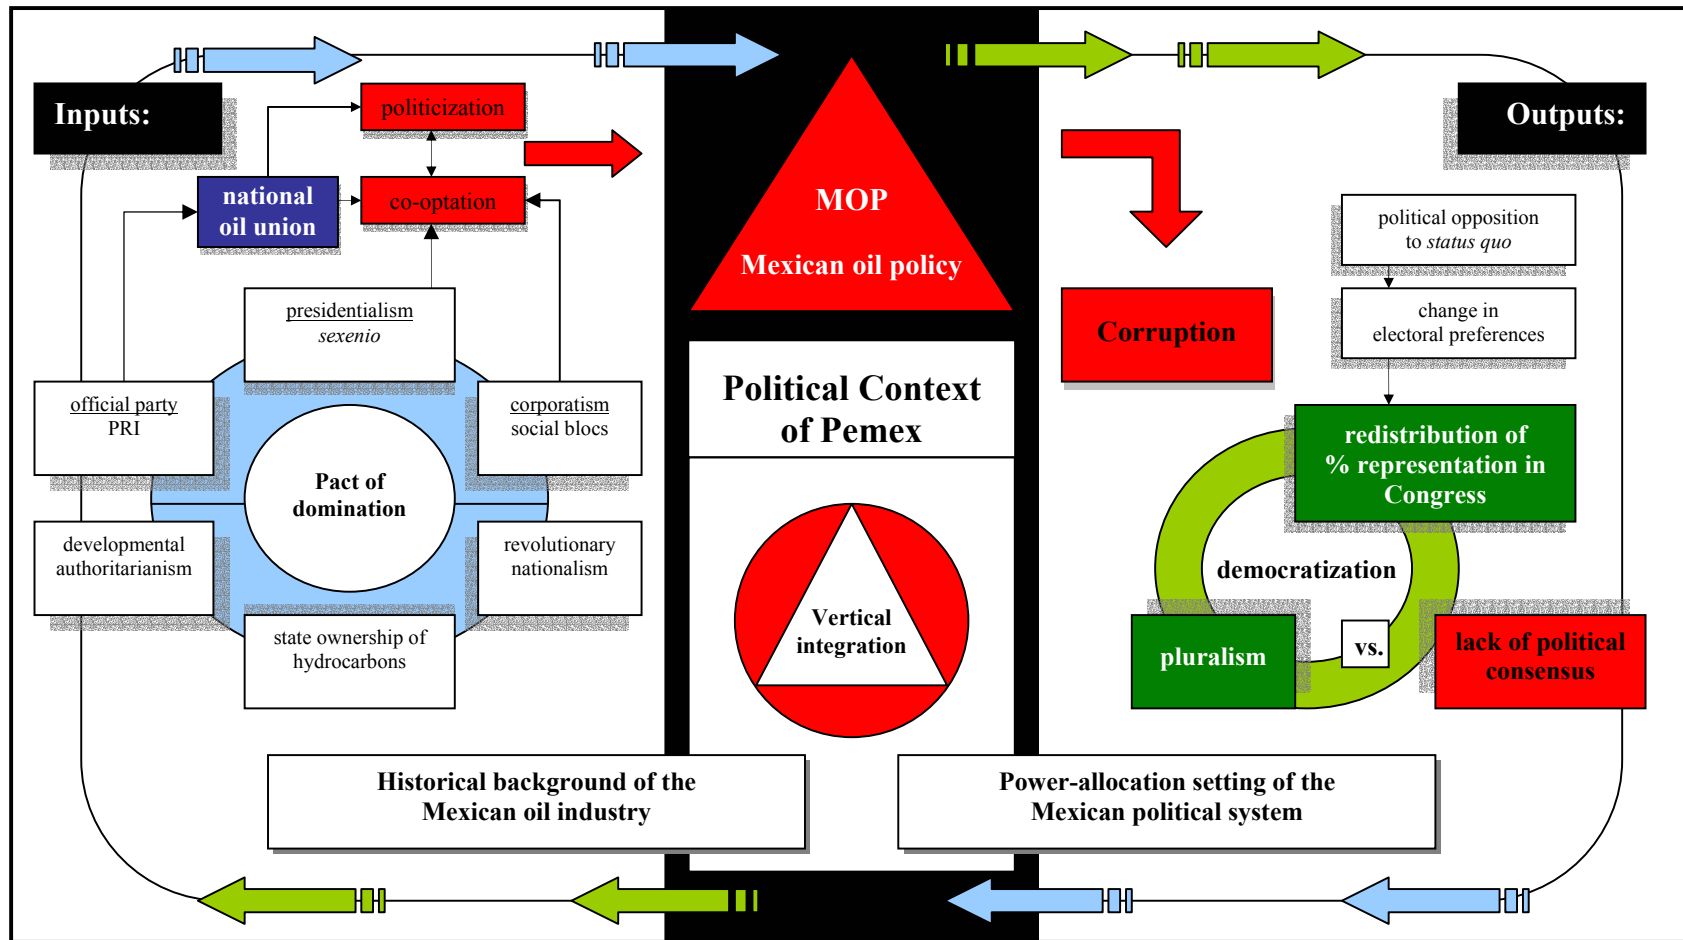 Inputs:
politicization
national
oil union
co-optation
presidentialism
sexenio
official party
PRI
corporatism
social blocs
Pact of
domination
developmental
authoritarianism
revolutionary
nationalism
state ownership of
hydrocarbons
Historical background of the
Mexican oil industry
MOP
Mexican oil policy
Political Context
of Pemex
Vertical
integration
Outputs:
political opposition
to status quo
change in
electoral preferences
Corruption
redistribution of
% representation in
Congress
democratization
pluralism
vs.
lack of political
consensus
Power-allocation setting of the
Mexican political system